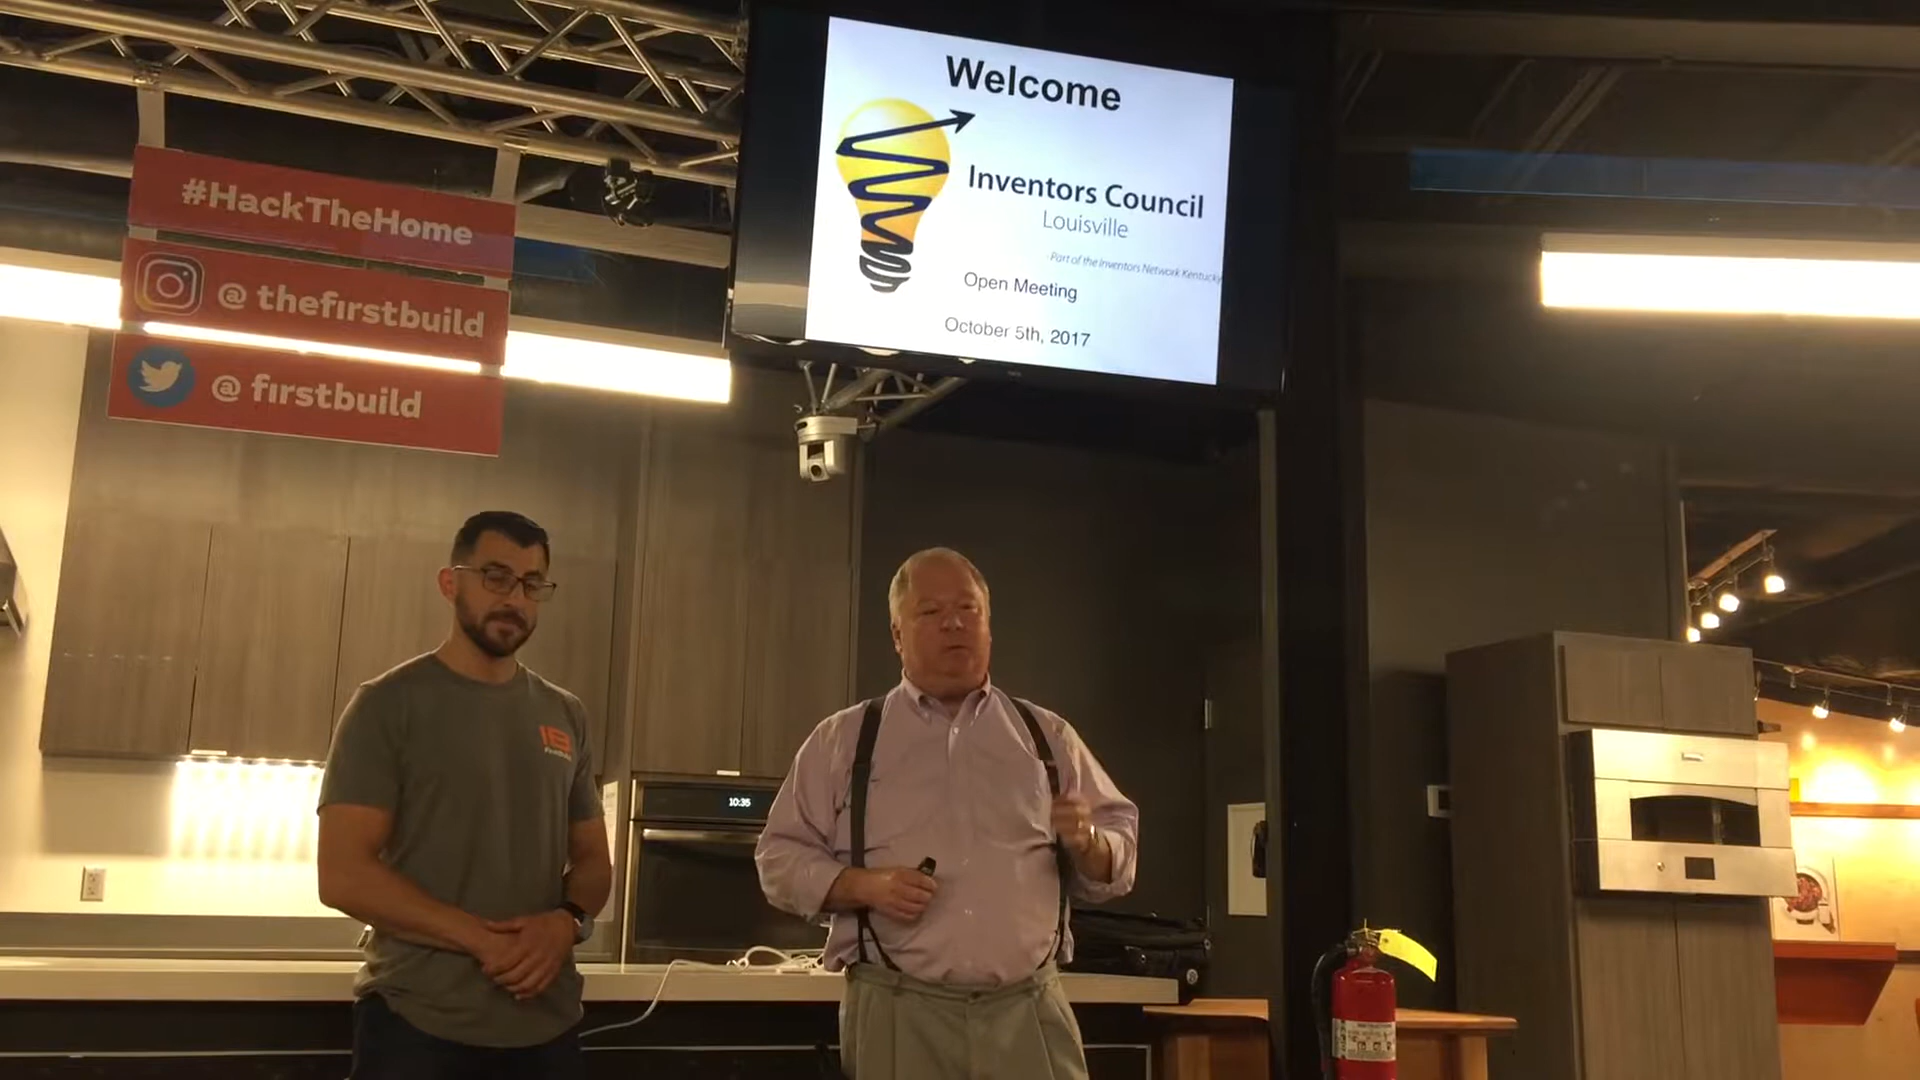 #HackTheHome
@ thefirstbuild
@ firstbuild
Welcome
Inventors Council
Louisville
Part of the Inventors Network Kentucky
Open Meeting
October 5th, 2017
10:35